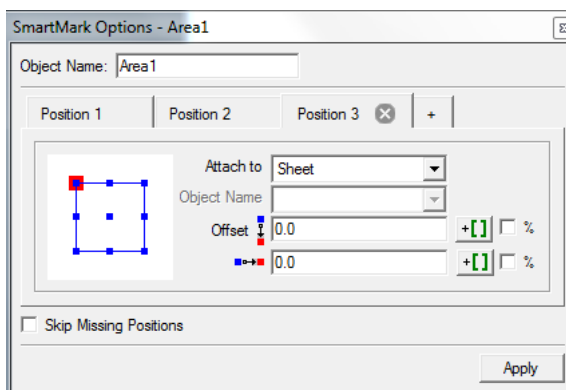 SmartMark Options - Area1
Object Name: Area1
Position 1 Position 2 Position 3 +
Attach to Sheet
Object Name
Offset 0.0 +[] %
0.0 +[] %
Skip Missing Positions
Apply